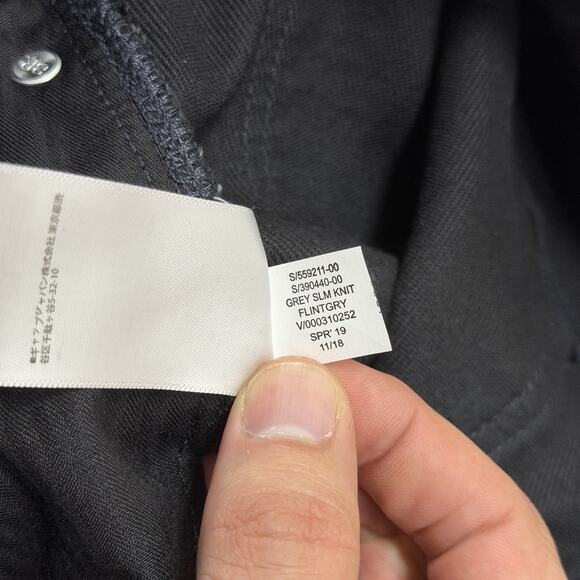 ギャップジャパン株式会社 東京都渋
谷区千駄ヶ谷5-32-10
S/559211-00
S/390440-00
GREY SLM KNIT
FLINTGRY
V/000310252
SPR' 19
11/18